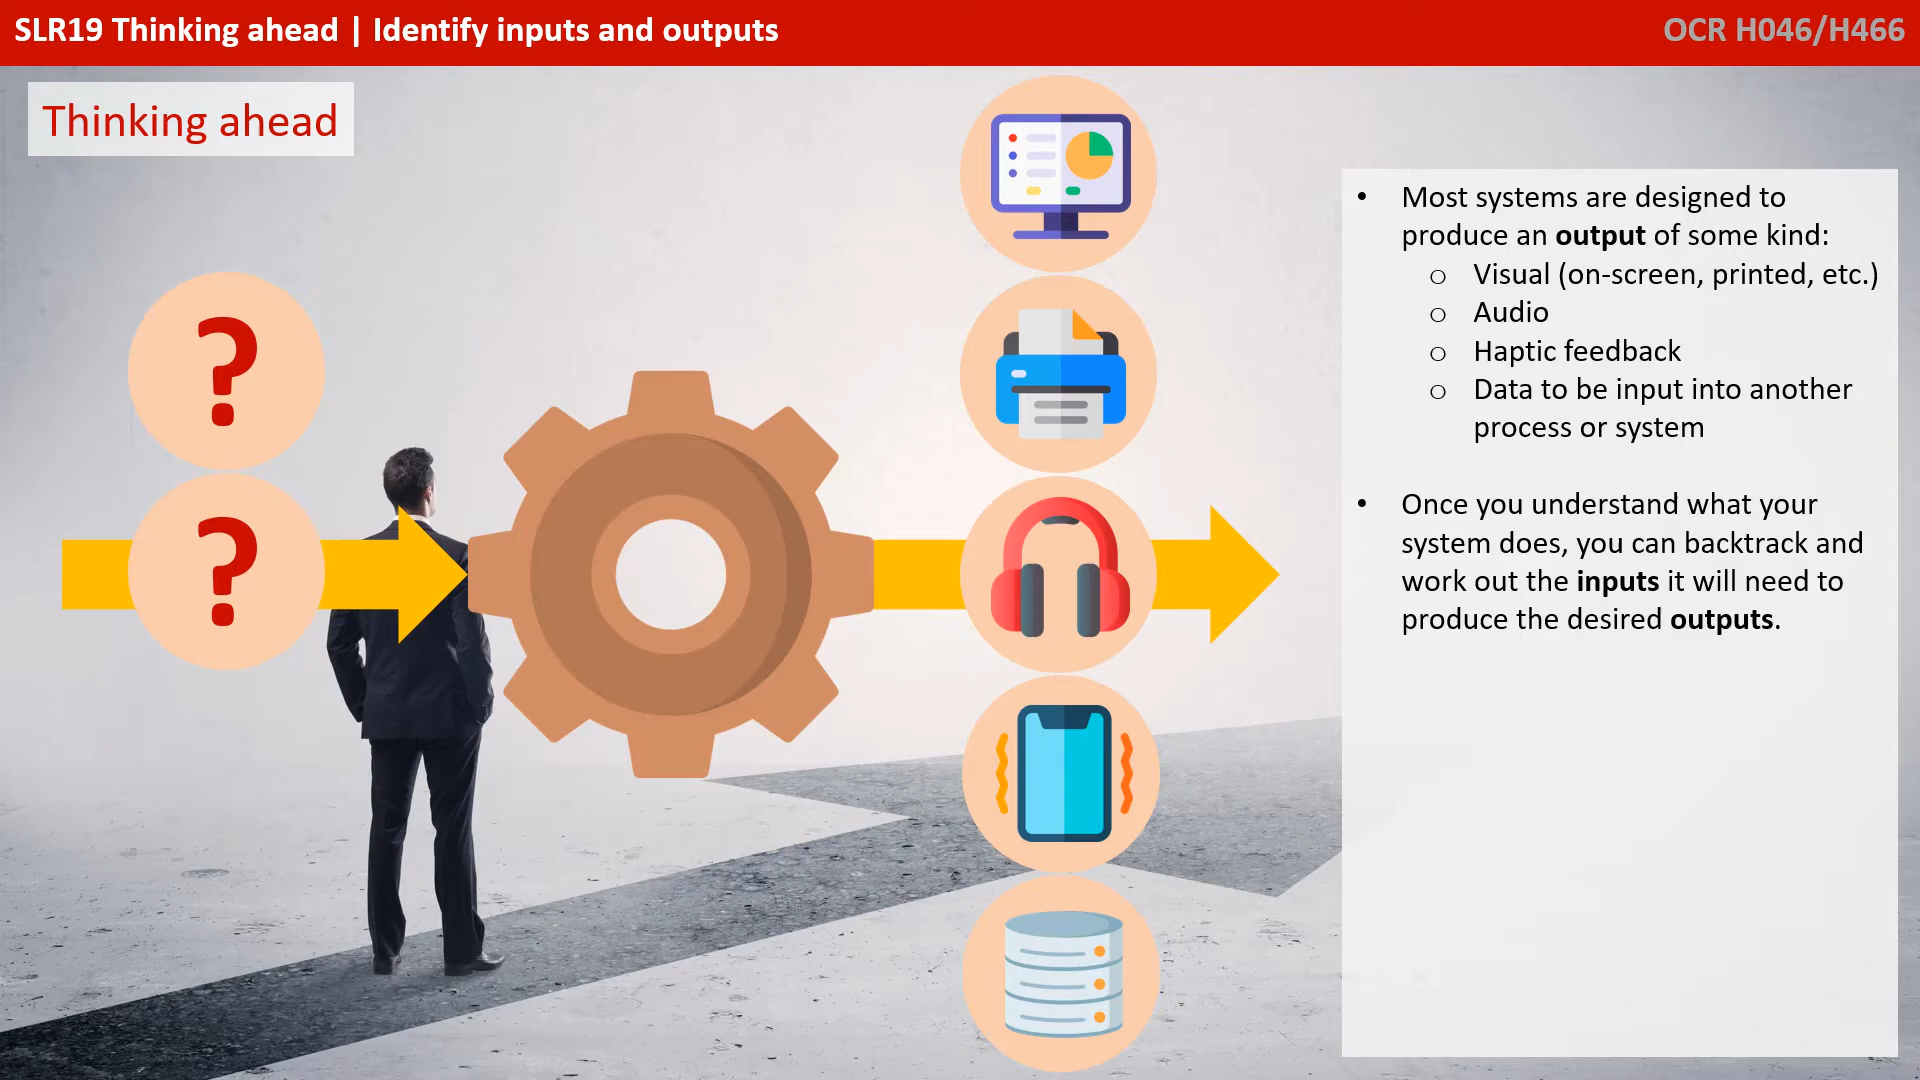 SLR19 Thinking ahead | Identify inputs and outputs
OCR H046/H466
Thinking ahead
? 
?
• Most systems are designed to
produce an output of some kind:
o Visual (on-screen, printed, etc.)
o Audio
o Haptic feedback
o Data to be input into another
process or system
• Once you understand what your
system does, you can backtrack and
work out the inputs it will need to
produce the desired outputs.